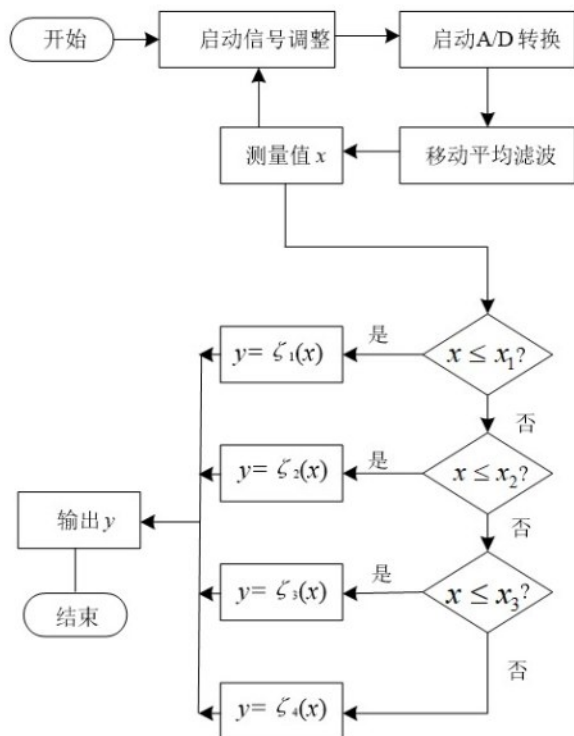 开始
启动信号调整
启动A/D 转换
测量值 x
移动平均滤波
y= ζ₁(x)
是
x ≤ x₁?
否
y= ζ₂(x)
是
x ≤ x₂?
输出 y
否
y= ζ₃(x)
是
x ≤ x₃?
结束
否
y= ζ₄(x)